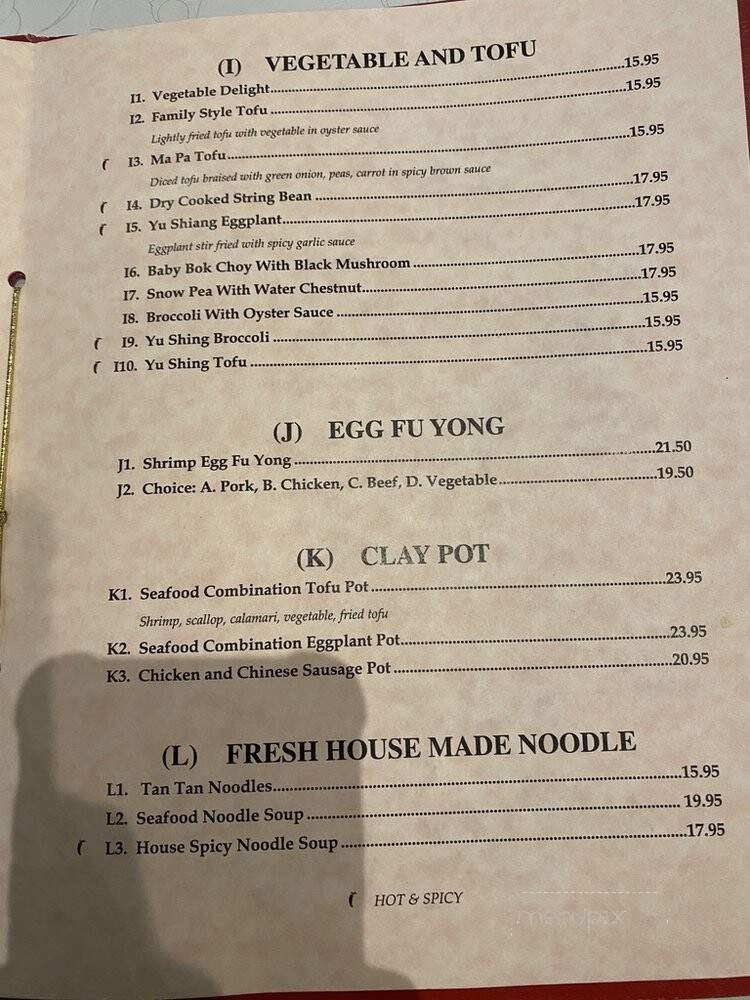 (I) VEGETABLE AND TOFU
I1. Vegetable Delight 15.95
I2. Family Style Tofu 15.95
Lightly fried tofu with vegetable in oyster sauce
I3. Ma Pa Tofu 15.95
Diced tofu braised with green onion, peas, carrot in spicy brown sauce
I4. Dry Cooked String Bean 17.95
I5. Yu Shiang Eggplant 17.95
Eggplant stir fried with spicy garlic sauce
I6. Baby Bok Choy With Black Mushroom 17.95
I7. Snow Pea With Water Chestnut 17.95
I8. Broccoli With Oyster Sauce 15.95
I9. Yu Shing Broccoli 15.95
I10. Yu Shing Tofu 15.95
(J) EGG FU YONG
J1. Shrimp Egg Fu Yong 21.50
J2. Choice: A. Pork, B. Chicken, C. Beef, D. Vegetable 19.50
(K) CLAY POT
K1. Seafood Combination Tofu Pot 23.95
Shrimp, scallop, calamari, vegetable, fried tofu
K2. Seafood Combination Eggplant Pot 23.95
K3. Chicken and Chinese Sausage Pot 20.95
(L) FRESH HOUSE MADE NOODLE
L1. Tan Tan Noodles 15.95
L2. Seafood Noodle Soup 19.95
L3. House Spicy Noodle Soup 17.95
HOT & SPICY
menupix